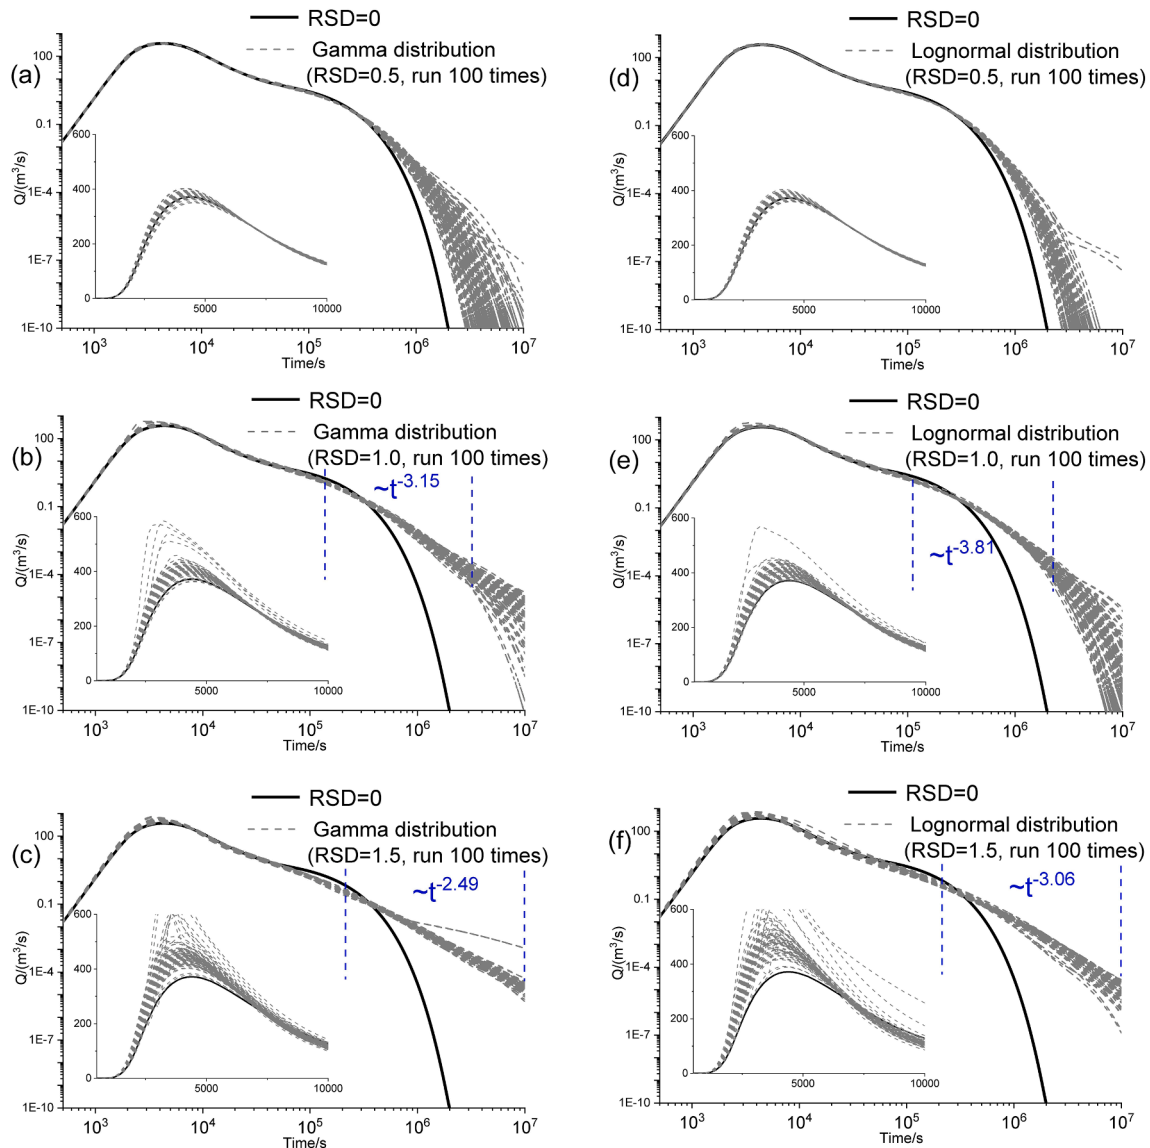 RSD=0
(a)
Gamma distribution
(RSD=0.5, run 100 times)
Q/(m³/s)
100
0.1
1E-4
1E-7
1E-10
600
400
200
0
5000
10000
10³
10⁴
10⁵
10⁶
10⁷
Time/s
RSD=0
(d)
Lognormal distribution
(RSD=0.5, run 100 times)
Q/(m³/s)
100
0.1
1E-4
1E-7
1E-10
600
400
200
0
5000
10000
10³
10⁴
10⁵
10⁶
10⁷
Time/s
RSD=0
(b)
Gamma distribution
(RSD=1.0, run 100 times)
~t⁻³·¹⁵
Q/(m³/s)
100
0.1
1E-4
1E-7
1E-10
600
400
200
0
5000
10000
10³
10⁴
10⁵
10⁶
10⁷
Time/s
RSD=0
(e)
Lognormal distribution
(RSD=1.0, run 100 times)
~t⁻³·⁸¹
Q/(m³/s)
100
0.1
1E-4
1E-7
1E-10
600
400
200
0
5000
10000
10³
10⁴
10⁵
10⁶
10⁷
Time/s
RSD=0
(c)
Gamma distribution
(RSD=1.5, run 100 times)
~t⁻²·⁴⁹
Q/(m³/s)
100
0.1
1E-4
1E-7
1E-10
600
400
200
0
5000
10000
10³
10⁴
10⁵
10⁶
10⁷
Time/s
RSD=0
(f)
Lognormal distribution
(RSD=1.5, run 100 times)
~t⁻³·⁰⁶
Q/(m³/s)
100
0.1
1E-4
1E-7
1E-10
600
400
200
0
5000
10000
10³
10⁴
10⁵
10⁶
10⁷
Time/s